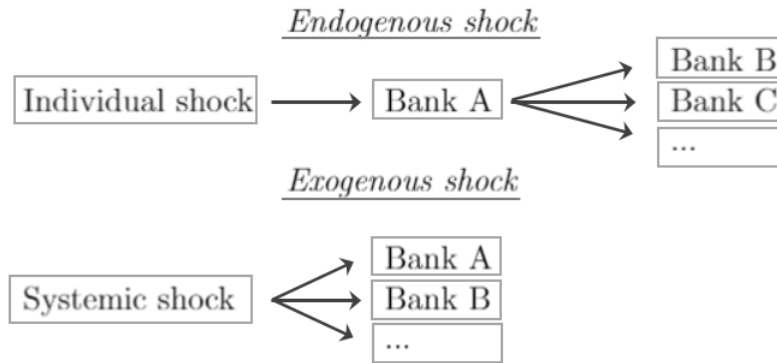 Endogenous shock
Individual shock
Bank A
Bank B
Bank C
...
Exogenous shock
Systemic shock
Bank A
Bank B
...